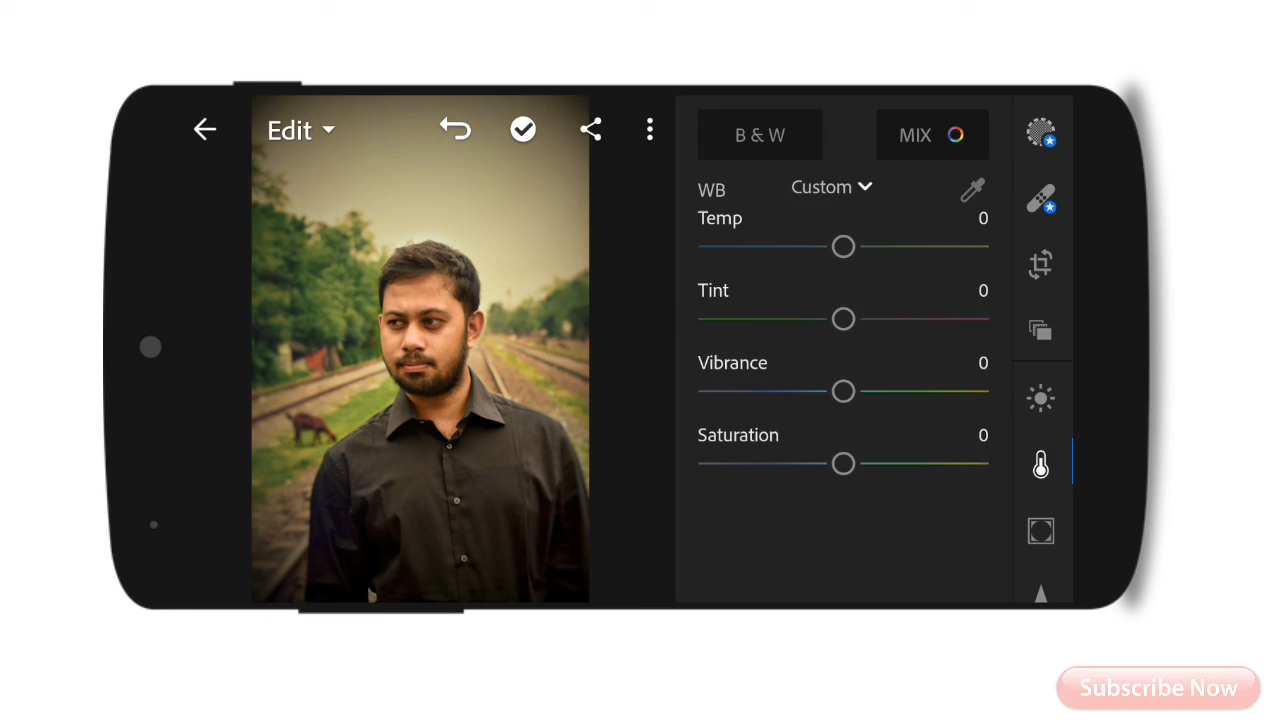 Edit
B & W
MIX
WB
Custom
Temp 0
Tint 0
Vibrance 0
Saturation 0
Subscribe Now